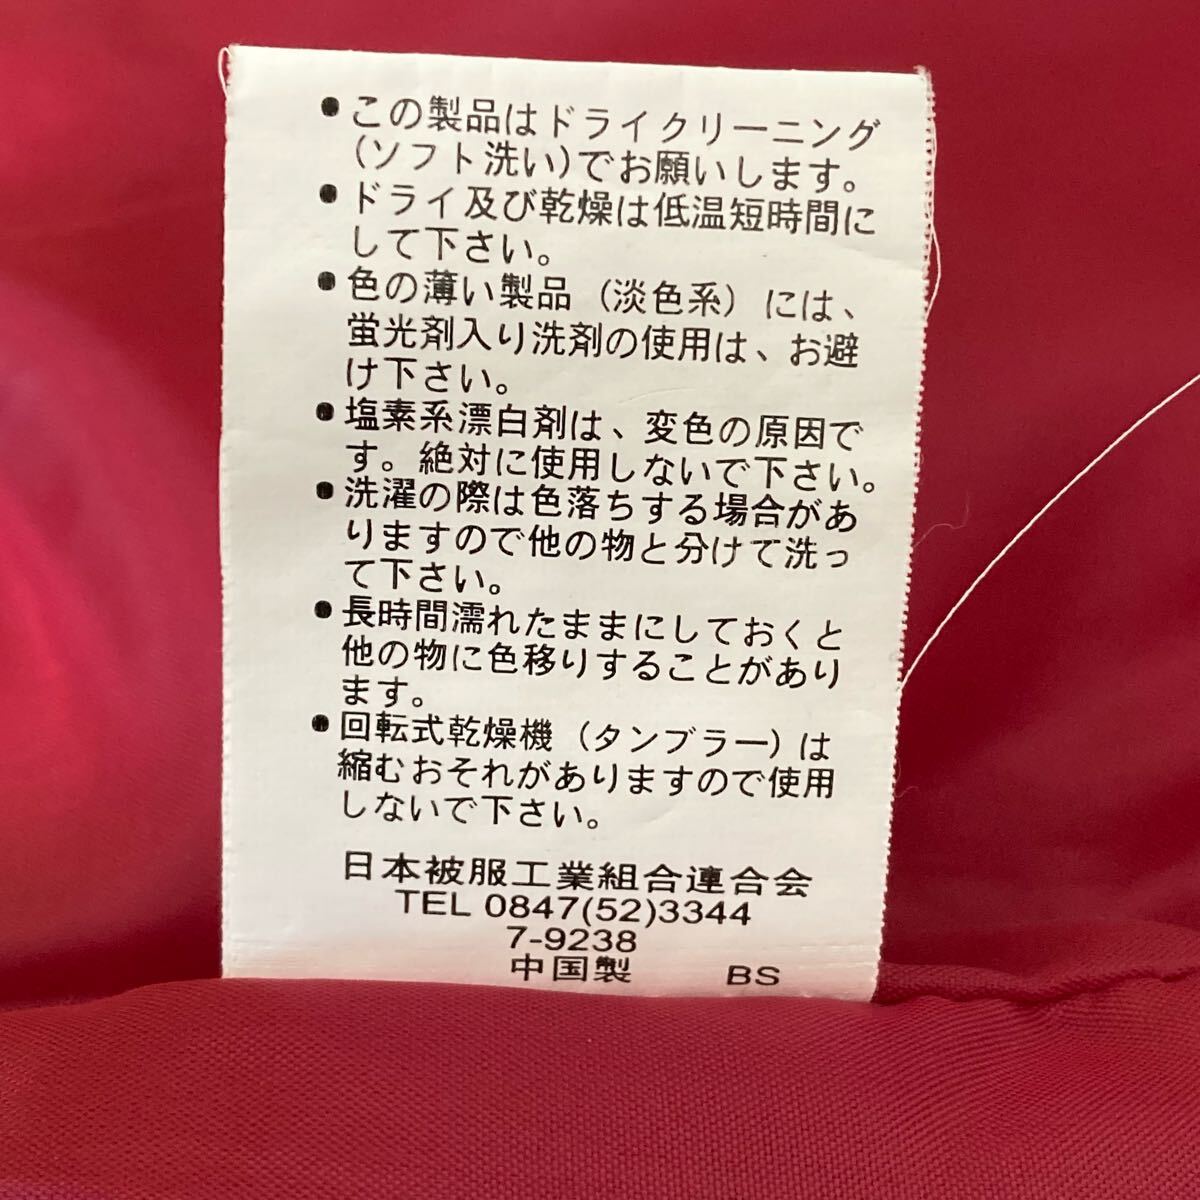 ●この製品はドライクリーニング
(ソフト洗い)でお願いします。
●ドライ及び乾燥は低温短時間に
して下さい。
●色の薄い製品（淡色系）には、
蛍光剤入り洗剤の使用は、お避
け下さい。
●塩素系漂白剤は、変色の原因で
す。絶対に使用しないで下さい。
●洗濯の際は色落ちする場合があ
りますので他の物と分けて洗っ
て下さい。
●長時間濡れたままにしておくと
他の物に色移りすることがあり
ます。
●回転式乾燥機（タンブラー)は
縮むおそれがありますので使用
しないで下さい。
日本被服工業組合連合会
TEL 0847(52)3344
7-9238
中国製 BS